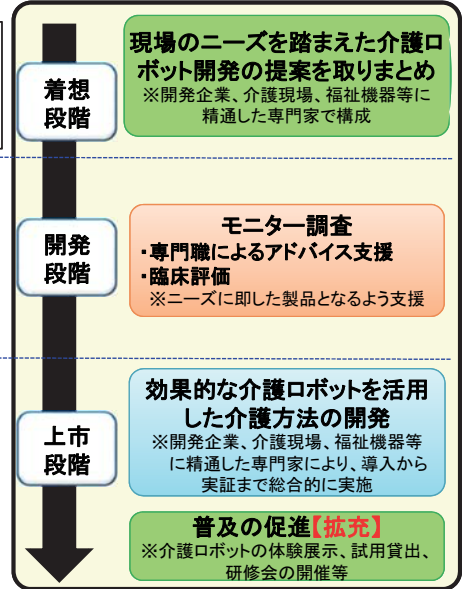 着想
段階
現場のニーズを踏まえた介護ロ
ボット開発の提案を取りまとめ
※開発企業、介護現場、福祉機器等に
精通した専門家で構成
開発
段階
モニター調査
・専門職によるアドバイス支援
・臨床評価
※ニーズに即した製品となるよう支援
上市
段階
効果的な介護ロボットを活用
した介護方法の開発
※開発企業、介護現場、福祉機器等
に精通した専門家により、導入から
実証まで総合的に実施
普及の促進【拡充】
※介護ロボットの体験展示、試用貸出、
研修会の開催等